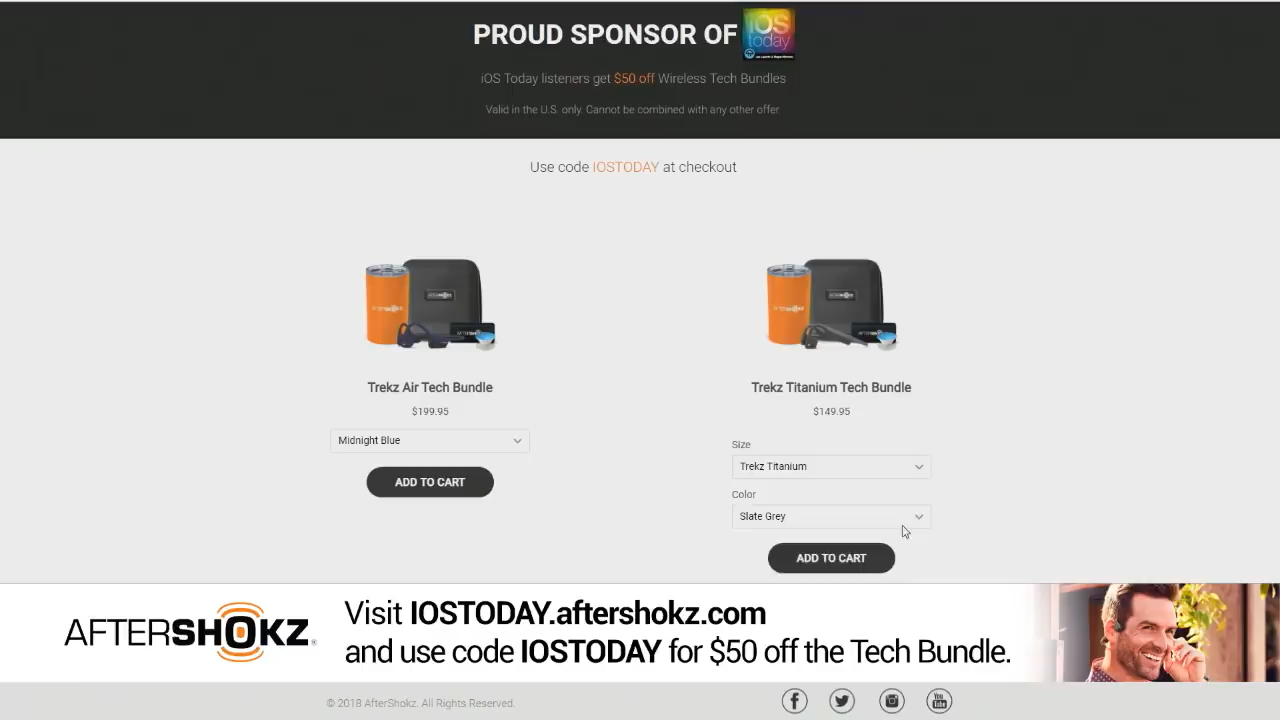 PROUD SPONSOR OF
iOS
today
iOS Today listeners get $50 off Wireless Tech Bundles
Valid in the U.S. only. Cannot be combined with any other offer.
Use code IOSTODAY at checkout
AFTERSHOKZ
AFTERSHOKZ
Trekz Air Tech Bundle
$199.95
Midnight Blue
ADD TO CART
Trekz Titanium Tech Bundle
$149.95
Size
Trekz Titanium
Color
Slate Grey
ADD TO CART
AFTERSHOKZ®
Visit IOSTODAY.aftershokz.com
and use code IOSTODAY for $50 off the Tech Bundle.
© 2018 AfterShokz. All Rights Reserved.
You
Tube